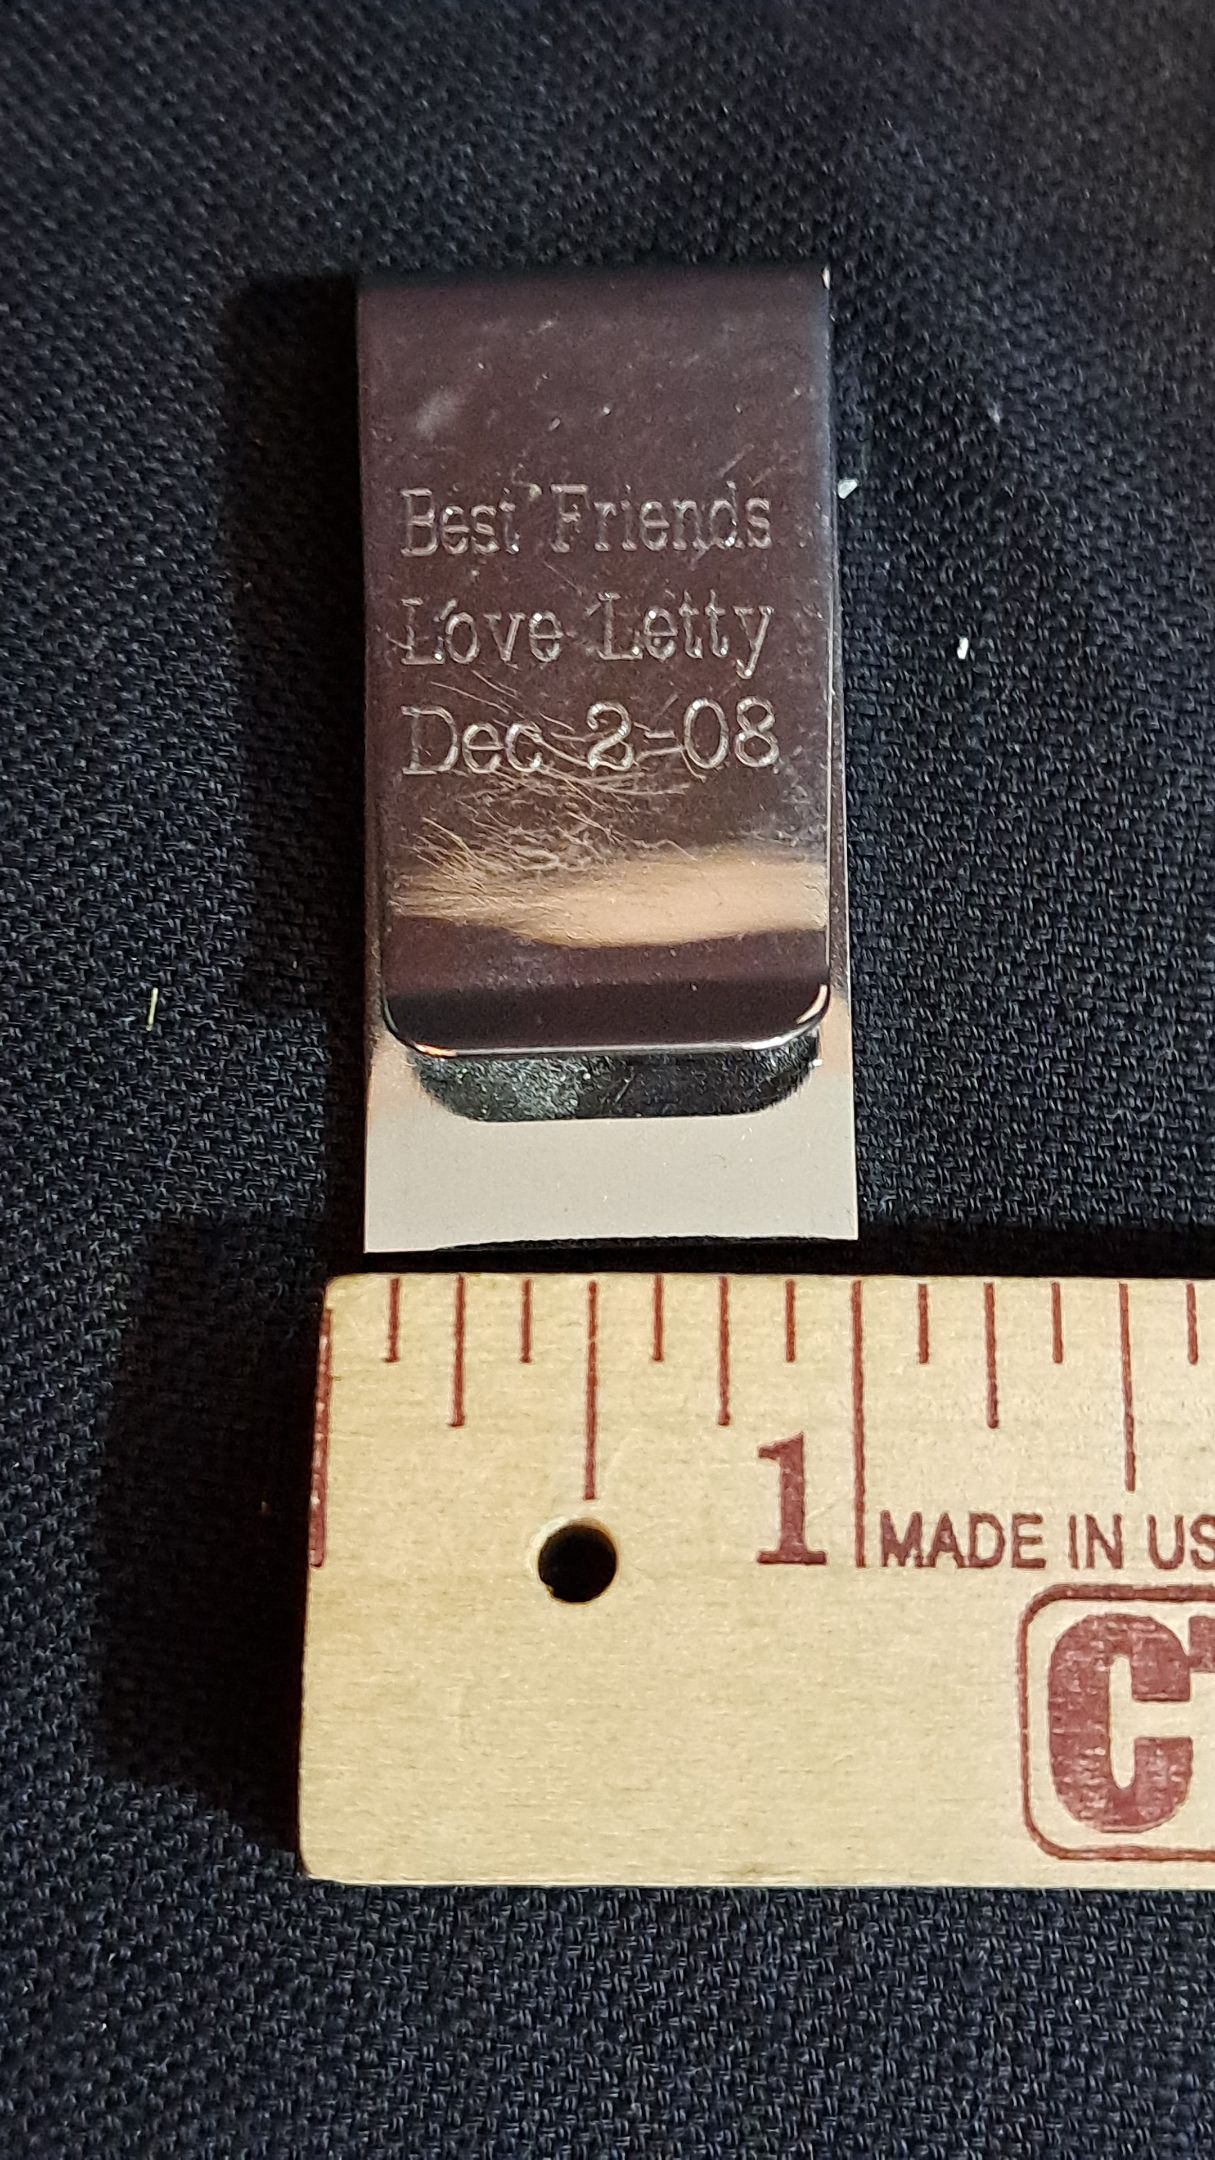 Best Friends
Love Letty
Dec 2-08
1
MADE IN US
C